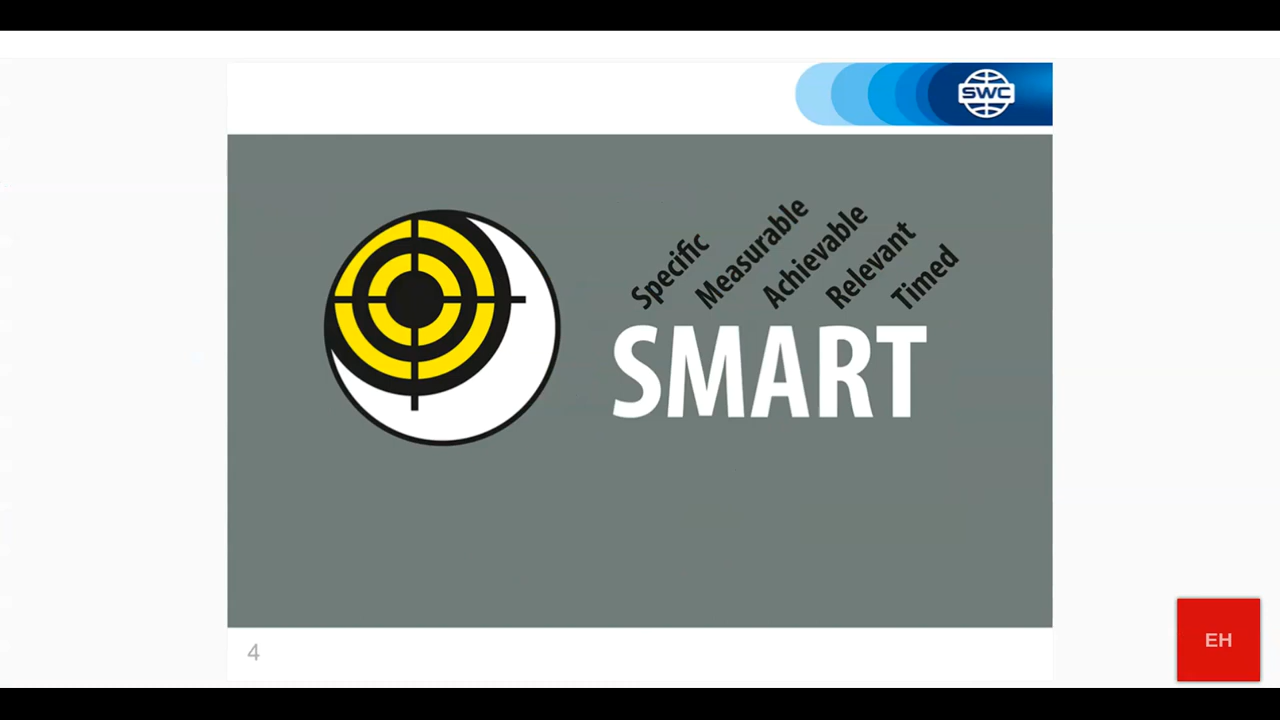 SWC
Specific
Measurable
Achievable
Relevant
Timed
SMART
4
EH